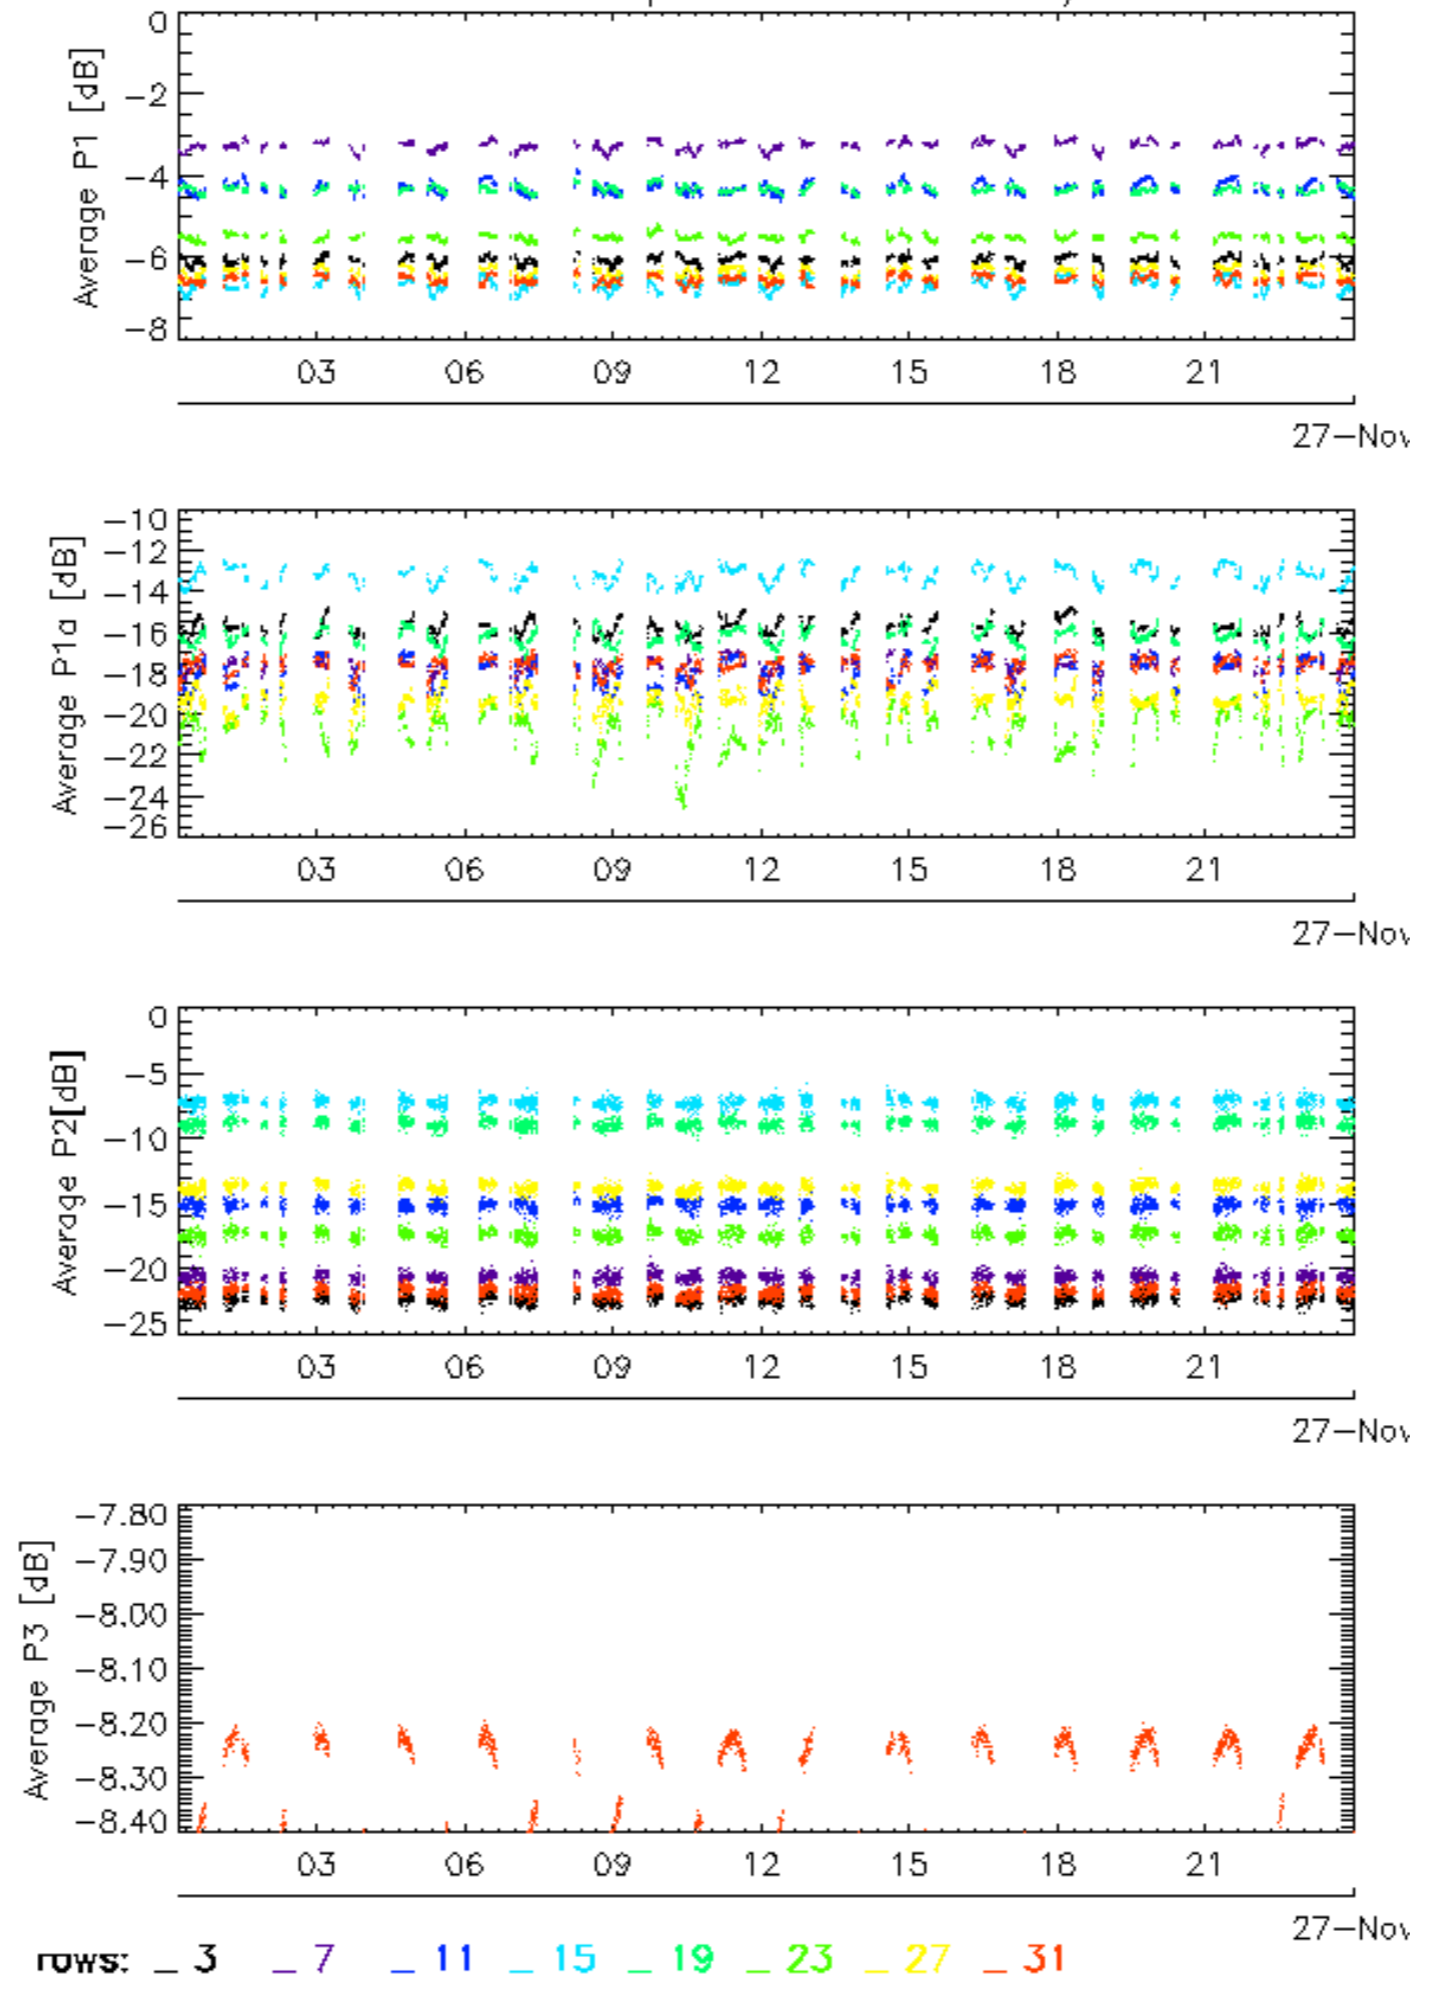 0
-2
-4
-6
-8
Average P1 [dB]
03 06 09 12 15 18 21
27-Nov
-10
-12
-14
-16
-18
-20
-22
-24
-26
Average P1a [dB]
03 06 09 12 15 18 21
27-Nov
0
-5
-10
-15
-20
-25
Average P2[dB]
03 06 09 12 15 18 21
27-Nov
-7.80
-7.90
-8.00
-8.10
-8.20
-8.30
-8.40
Average P3 [dB]
03 06 09 12 15 18 21
27-Nov
rows: _ 3 _ 7 _ 11 _ 15 _ 19 _ 23 _ 27 _ 31